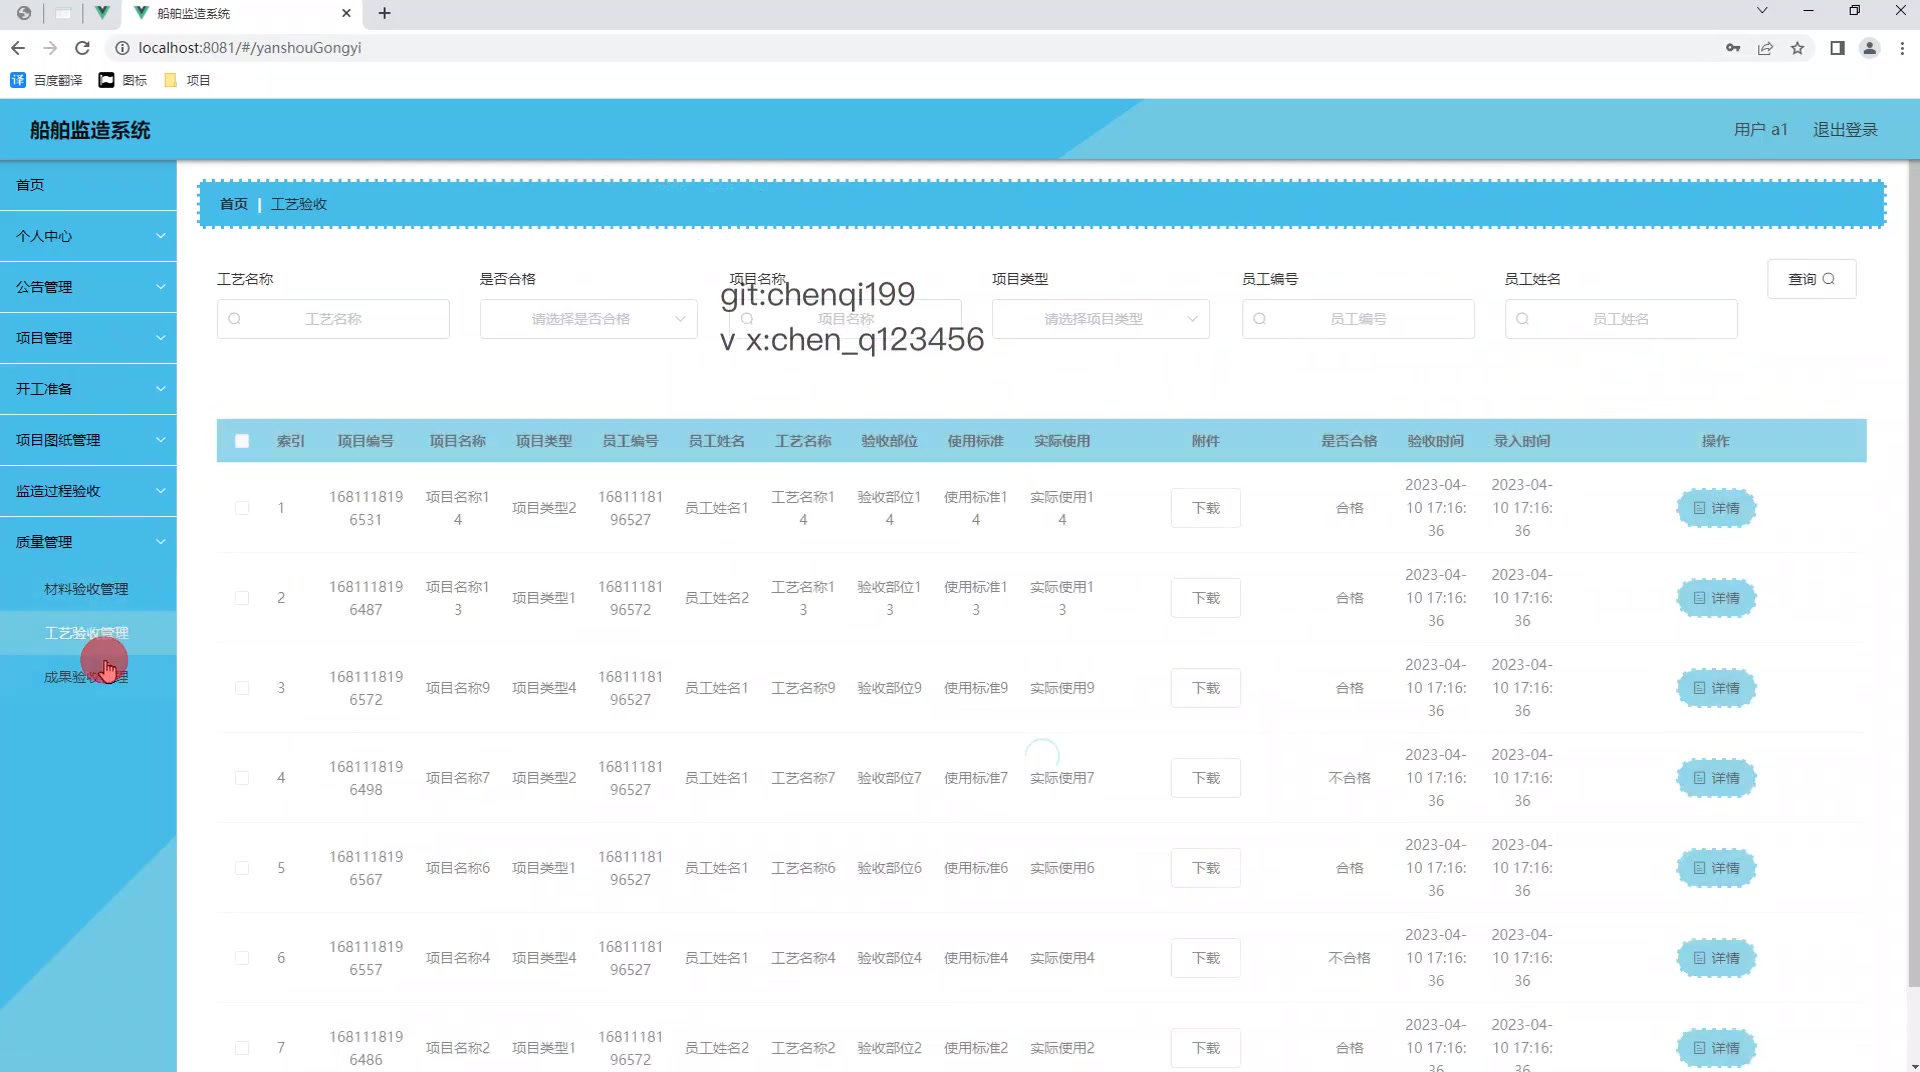 船舶监造系统
localhost:8081/#/yanshouGongyi
百度翻译 图标 项目
船舶监造系统
用户 a1 退出登录
首页
个人中心
公告管理
项目管理
开工准备
项目图纸管理
监造过程验收
质量管理
材料验收管理
工艺验收管理
成果验收管理
首页 | 工艺验收
工艺名称 是否合格 项目名称 项目类型 员工编号 员工姓名 查询
工艺名称 请选择是否合格 项目名称 请选择项目类型 员工编号 员工姓名
git:chenqi199
v x:chen_q123456
索引 项目编号 项目名称 项目类型 员工编号 员工姓名 工艺名称 验收部位 使用标准 实际使用 附件 是否合格 验收时间 录入时间 操作
2023-04- 2023-04-
168111819 项目名称1 16811181 工艺名称1 验收部位1 使用标准1 实际使用1
1 项目类型2 员工姓名1 下载 合格 10 17:16: 10 17:16: 详情
6531 4 96527 4 4 4 4
36 36
2023-04- 2023-04-
168111819 项目名称1 16811181 工艺名称1 验收部位1 使用标准1 实际使用1
2 项目类型1 员工姓名2 下载 合格 10 17:16: 10 17:16: 详情
6487 3 96572 3 3 3 3
36 36
2023-04- 2023-04-
168111819 16811181
3 项目名称9 项目类型4 员工姓名1 工艺名称9 验收部位9 使用标准9 实际使用9 下载 合格 10 17:16: 10 17:16: 详情
6572 96527
36 36
2023-04- 2023-04-
168111819 16811181
4 项目名称7 项目类型2 员工姓名1 工艺名称7 验收部位7 使用标准7 实际使用7 下载 不合格 10 17:16: 10 17:16: 详情
6498 96527
36 36
2023-04- 2023-04-
168111819 16811181
5 项目名称6 项目类型1 员工姓名1 工艺名称6 验收部位6 使用标准6 实际使用6 下载 合格 10 17:16: 10 17:16: 详情
6567 96527
36 36
2023-04- 2023-04-
168111819 16811181
6 项目名称4 项目类型4 员工姓名1 工艺名称4 验收部位4 使用标准4 实际使用4 下载 不合格 10 17:16: 10 17:16: 详情
6557 96527
36 36
2023-04- 2023-04-
168111819 16811181
7 项目名称2 项目类型1 员工姓名2 工艺名称2 验收部位2 使用标准2 实际使用2 下载 合格 10 17:16: 10 17:16: 详情
6486 96572
36 36